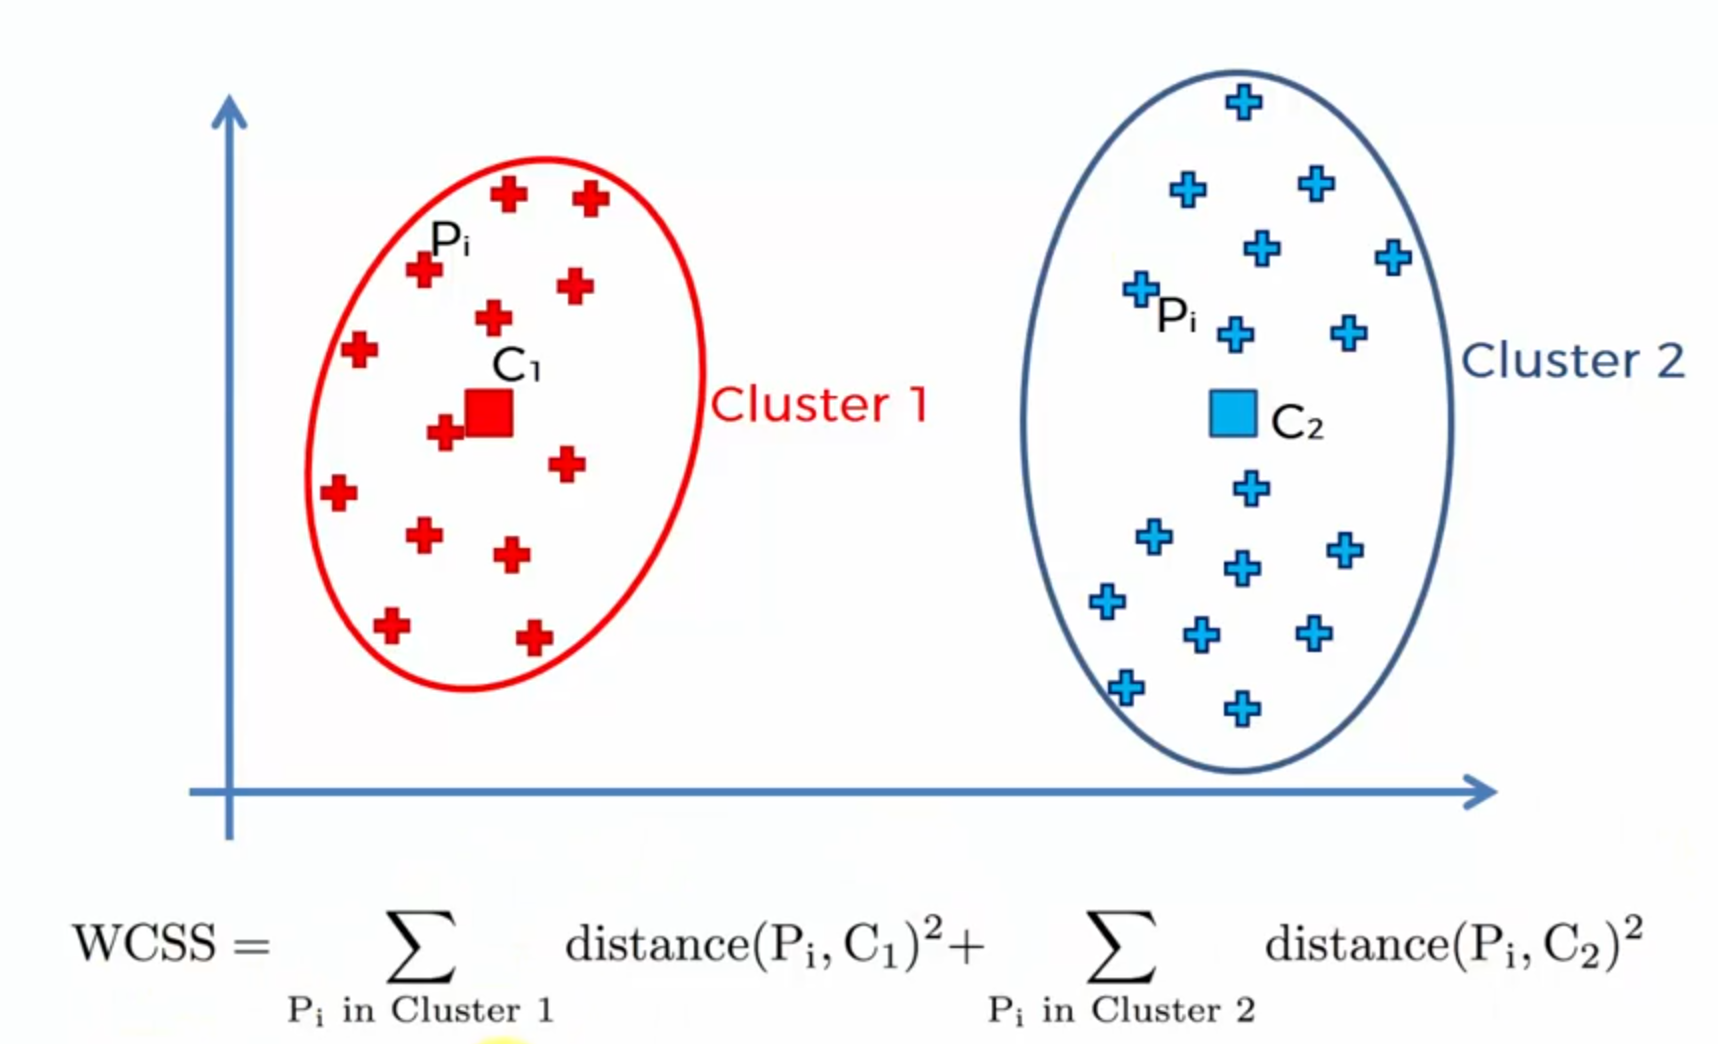 Pᵢ
C₁
Cluster 1
Pᵢ
C₂
Cluster 2
WCSS = ∑ distance(Pᵢ, C₁)² + ∑ distance(Pᵢ, C₂)²
Pᵢ in Cluster 1 Pᵢ in Cluster 2